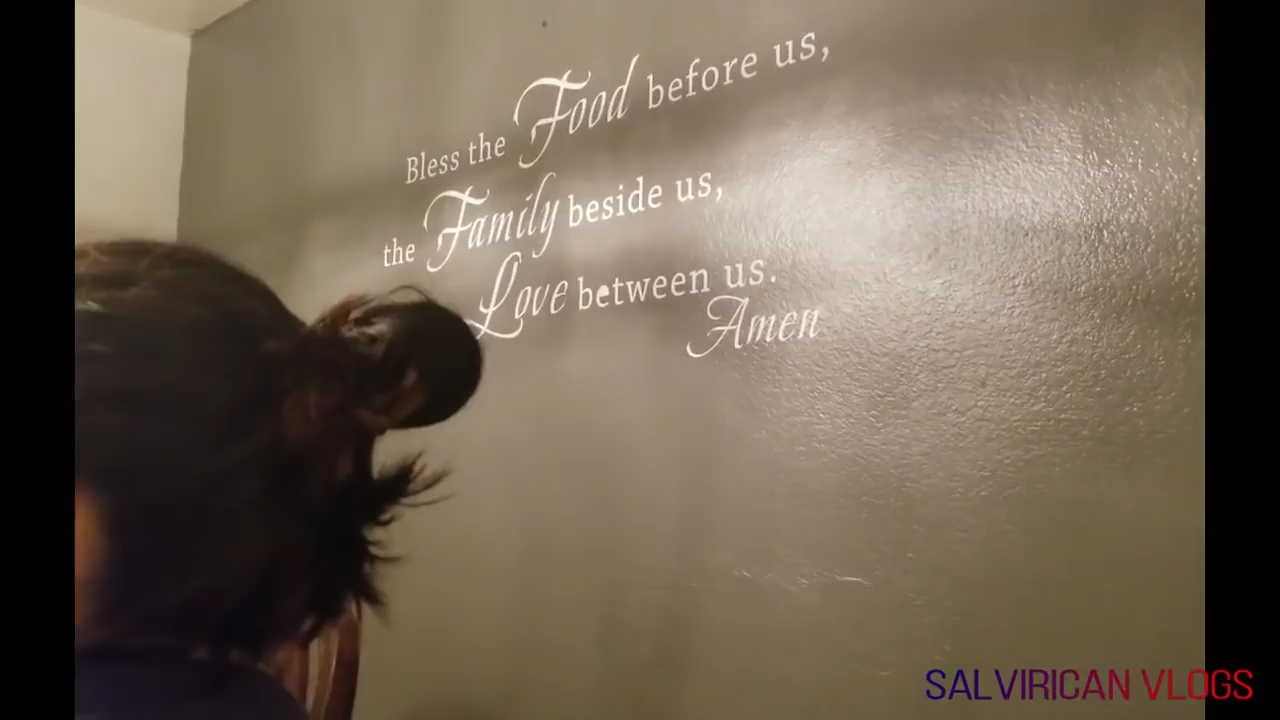 Bless the Food before us,
the Family beside us,
Love between us.
Amen
SALVIRICAN VLOGS